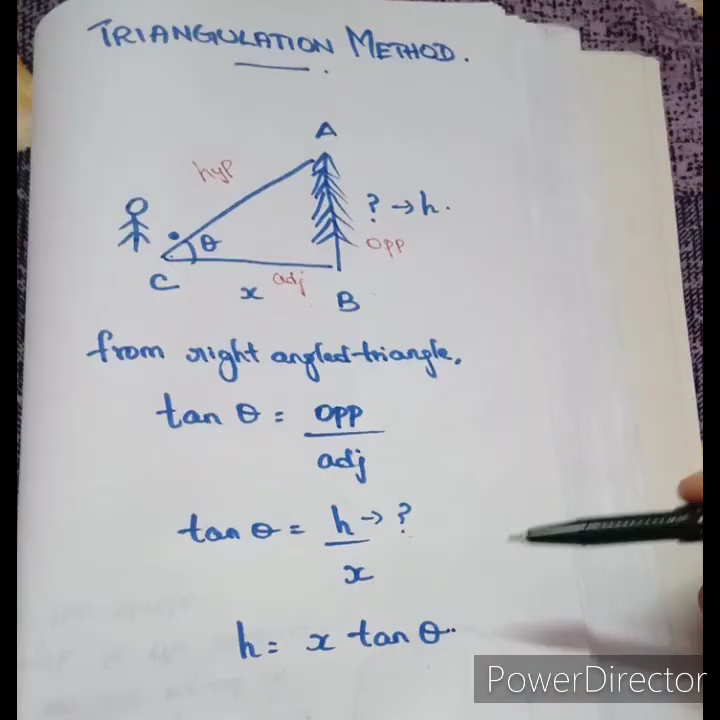 TRIANGULATION METHOD.
A
hyp
? → h.
θ
opp
C
adj
x
B
from right angled triangle,
tan θ = opp
adj
tan θ = h → ?
x
h = x tan θ
PowerDirector